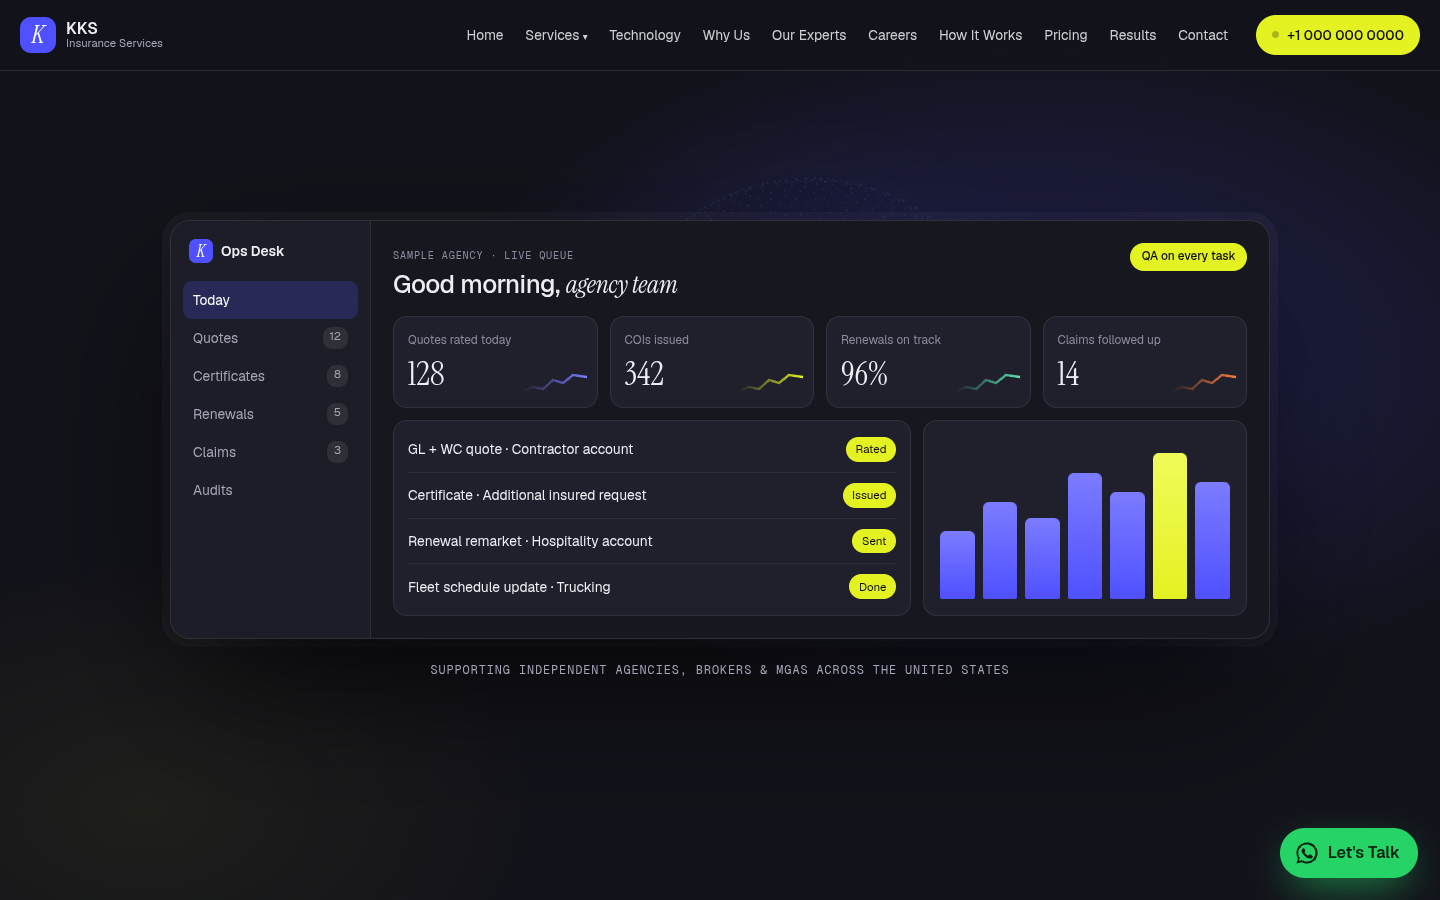 K
KKS
Insurance Services
Home
Services ▾
Technology
Why Us
Our Experts
Careers
How It Works
Pricing
Results
Contact
+1 000 000 0000
K
Ops Desk
Today
Quotes 12
Certificates 8
Renewals 5
Claims 3
Audits
SAMPLE AGENCY · LIVE QUEUE
Good morning, agency team
QA on every task
Quotes rated today
128
COIs issued
342
Renewals on track
96%
Claims followed up
14
GL + WC quote · Contractor account Rated
Certificate · Additional insured request Issued
Renewal remarket · Hospitality account Sent
Fleet schedule update · Trucking Done
SUPPORTING INDEPENDENT AGENCIES, BROKERS & MGAS ACROSS THE UNITED STATES
Let's Talk